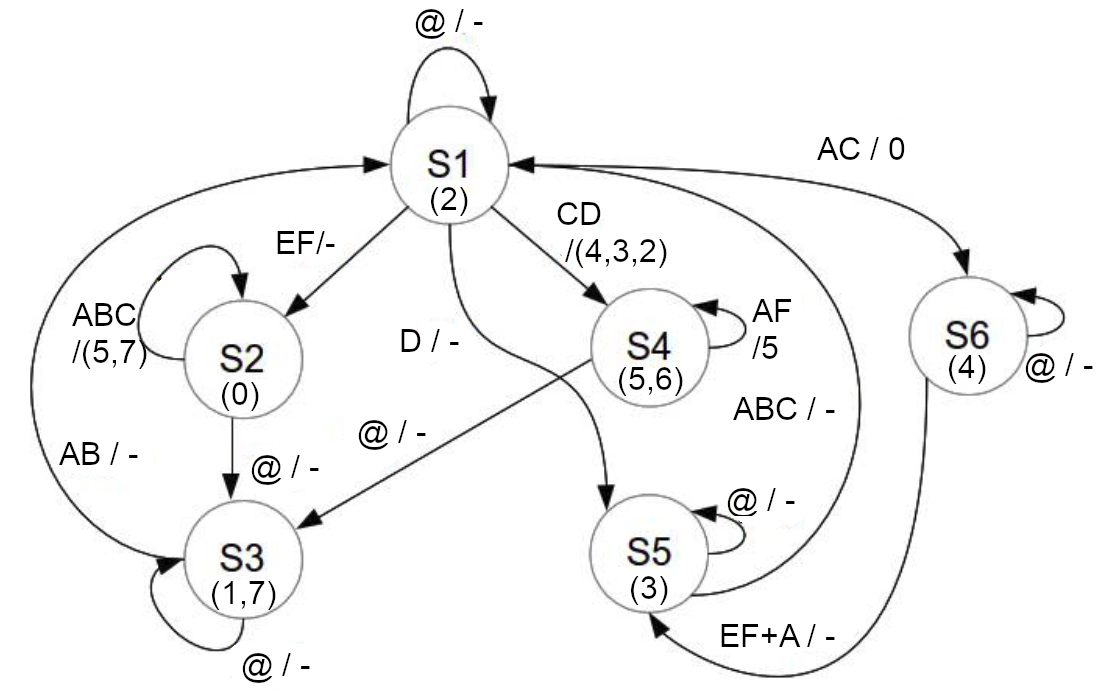 @ / -
S1
(2)
AC / 0
EF/-
CD
/(4,3,2)
ABC
/(5,7)
S2
(0)
D / -
S4
(5,6)
AF
/5
S6
(4)
@ / -
ABC / -
@ / -
AB / -
@ / -
S3
(1,7)
@ / -
S5
(3)
@ / -
EF+A / -